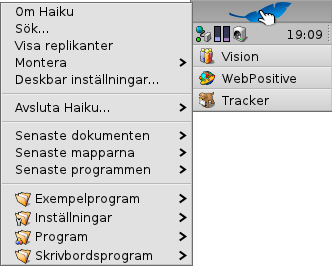 Om Haiku
Sök...
Visa replikanter
Montera
Deskbar inställningar...
Avsluta Haiku...
Senaste dokumenten
Senaste mapparna
Senaste programmen
Exempelprogram
Inställningar
Program
Skrivbordsprogram
19:09
Vision
WebPositive
Tracker